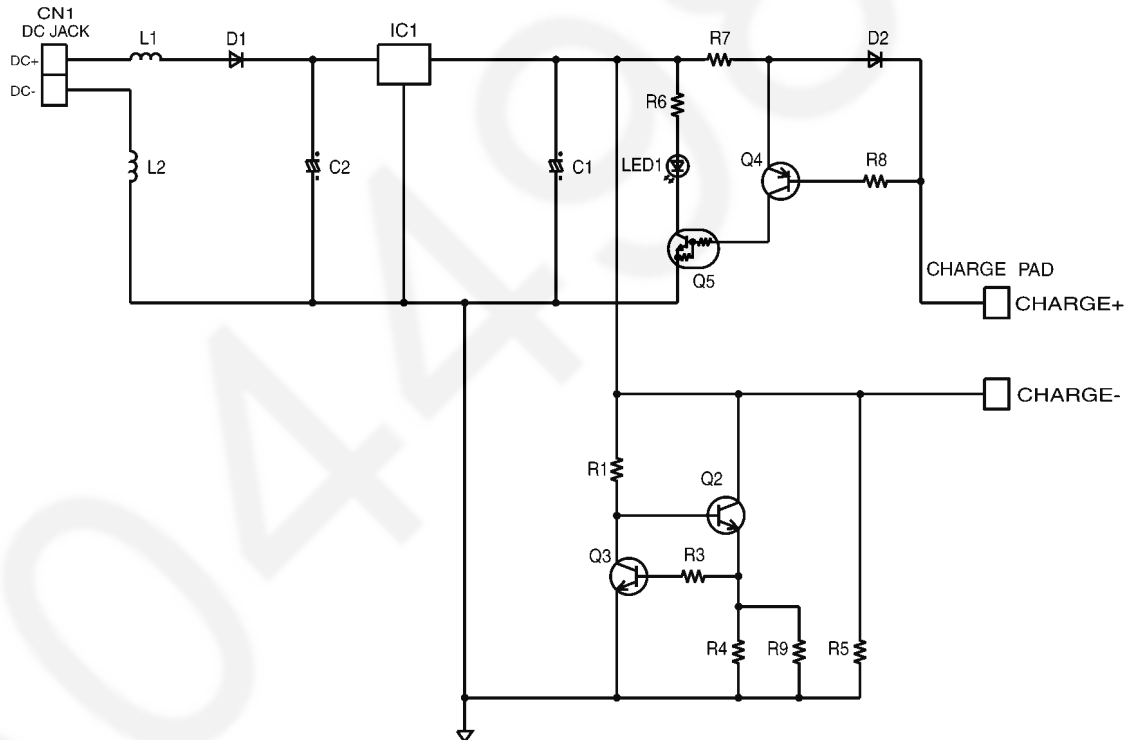 CN1
DC JACK
DC+
DC-
L1
D1
IC1
R7
D2
R6
L2
C2
C1
LED1
Q4
R8
Q5
CHARGE PAD
CHARGE+
CHARGE-
R1
Q2
Q3
R3
R4
R9
R5